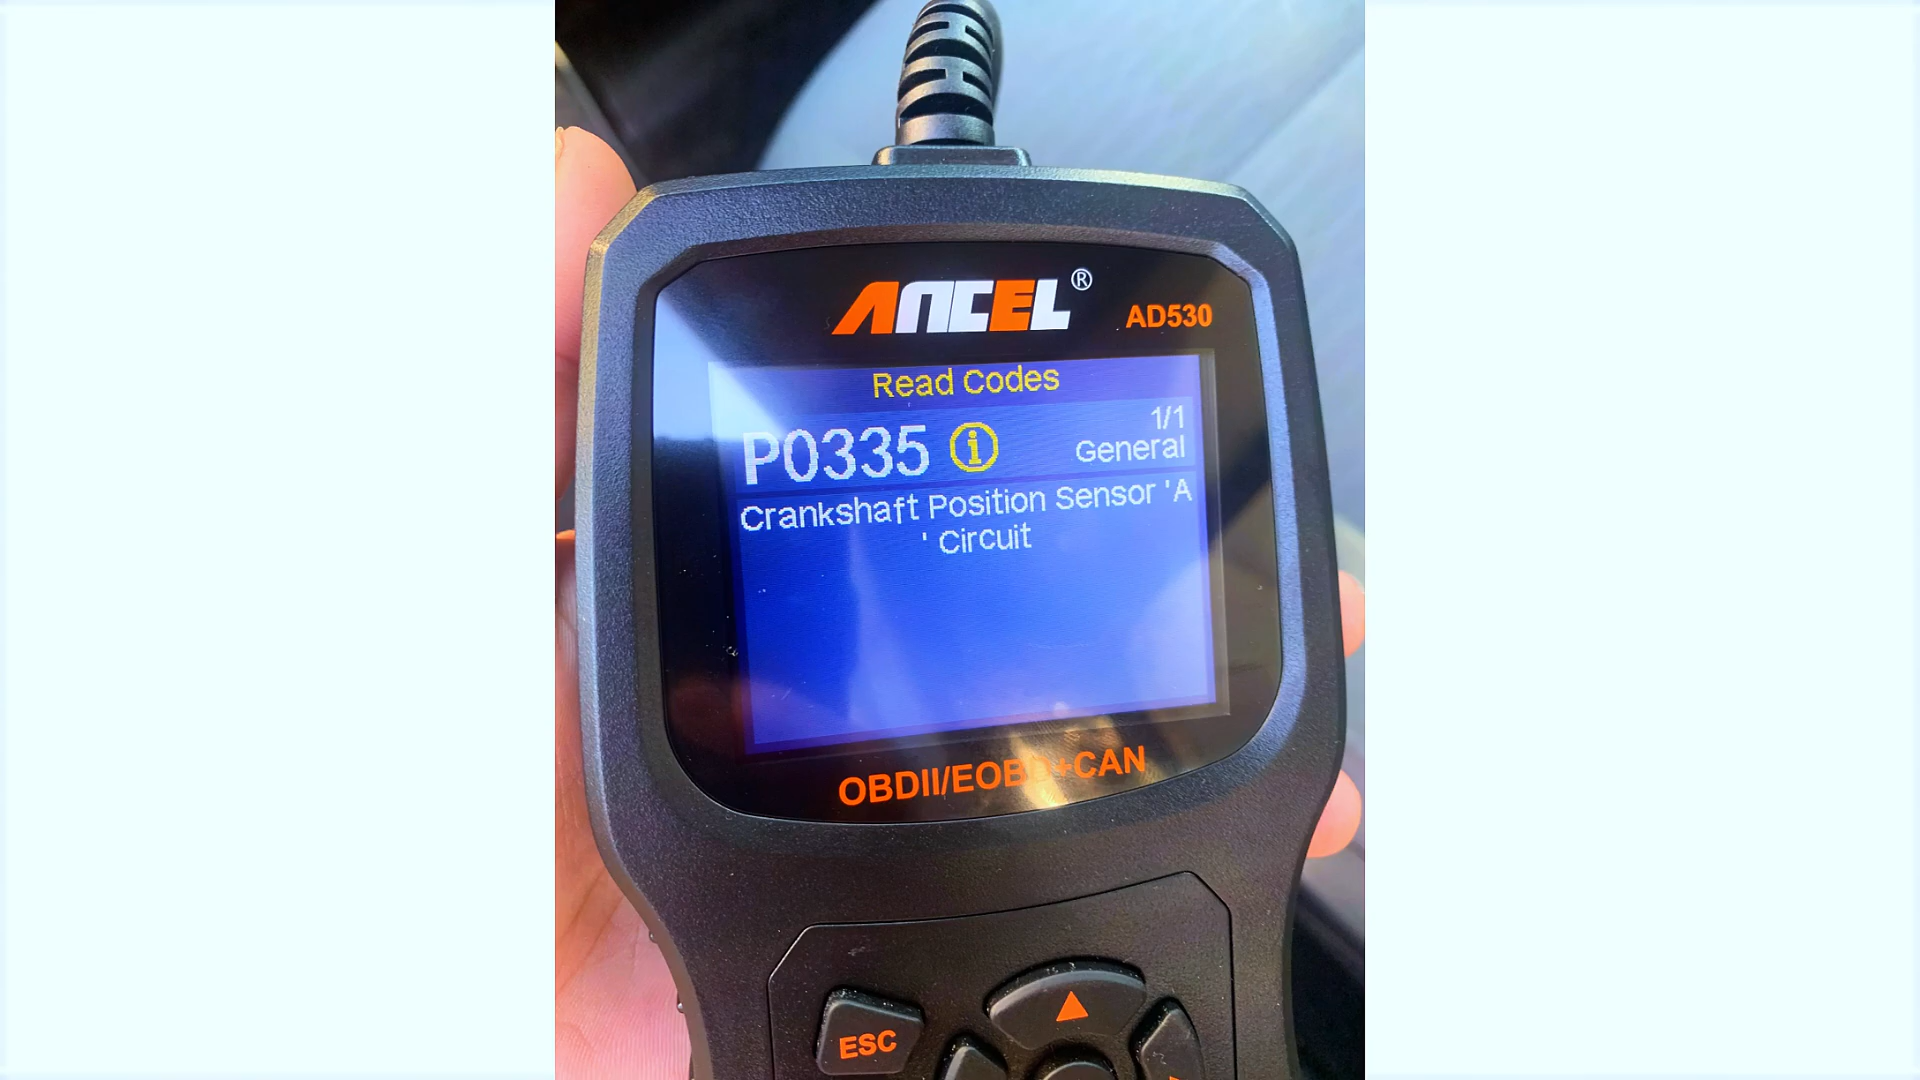 ANCEL®
AD530
Read Codes
1/1
P0335 i General
Crankshaft Position Sensor 'A
' Circuit
OBDII/EOBD+CAN
ESC